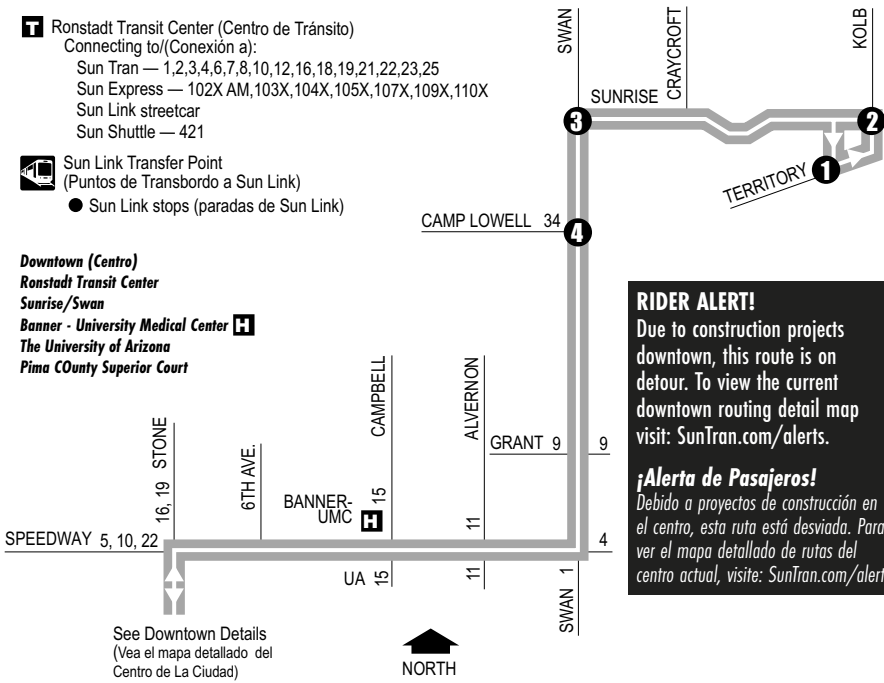 T Ronstadt Transit Center (Centro de Tránsito)
Connecting to/(Conexión a):
Sun Tran — 1,2,3,4,6,7,8,10,12,16,18,19,21,22,23,25
Sun Express — 102X AM,103X,104X,105X,107X,109X,110X
Sun Link streetcar
Sun Shuttle — 421
Sun Link Transfer Point
(Puntos de Transbordo a Sun Link)
Sun Link stops (paradas de Sun Link)
Downtown (Centro)
Ronstadt Transit Center
Sunrise/Swan
Banner - University Medical Center H
The University of Arizona
Pima COunty Superior Court
SWAN
CRAYCROFT
KOLB
SUNRISE
3
2
1
TERRITORY
CAMP LOWELL 34
4
RIDER ALERT!
Due to construction projects
downtown, this route is on
detour. To view the current
downtown routing detail map
visit: SunTran.com/alerts.
¡Alerta de Pasajeros!
Debido a proyectos de construcción en
el centro, esta ruta está desviada. Para
ver el mapa detallado de rutas del
centro actual, visite: SunTran.com/alert
16, 19 STONE
6TH AVE.
15 CAMPBELL
11 ALVERNON
GRANT 9
9
BANNER-
UMC H
SPEEDWAY 5, 10, 22
4
UA 15
11
SWAN 1
See Downtown Details
(Vea el mapa detallado del
Centro de La Ciudad)
NORTH